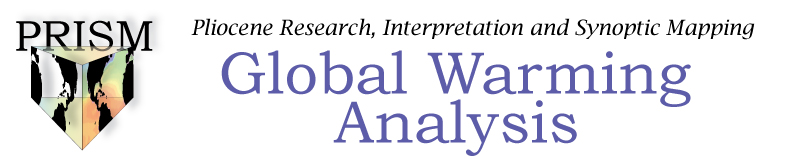 PRISM
Pliocene Research, Interpretation and Synoptic Mapping
Global Warming
Analysis